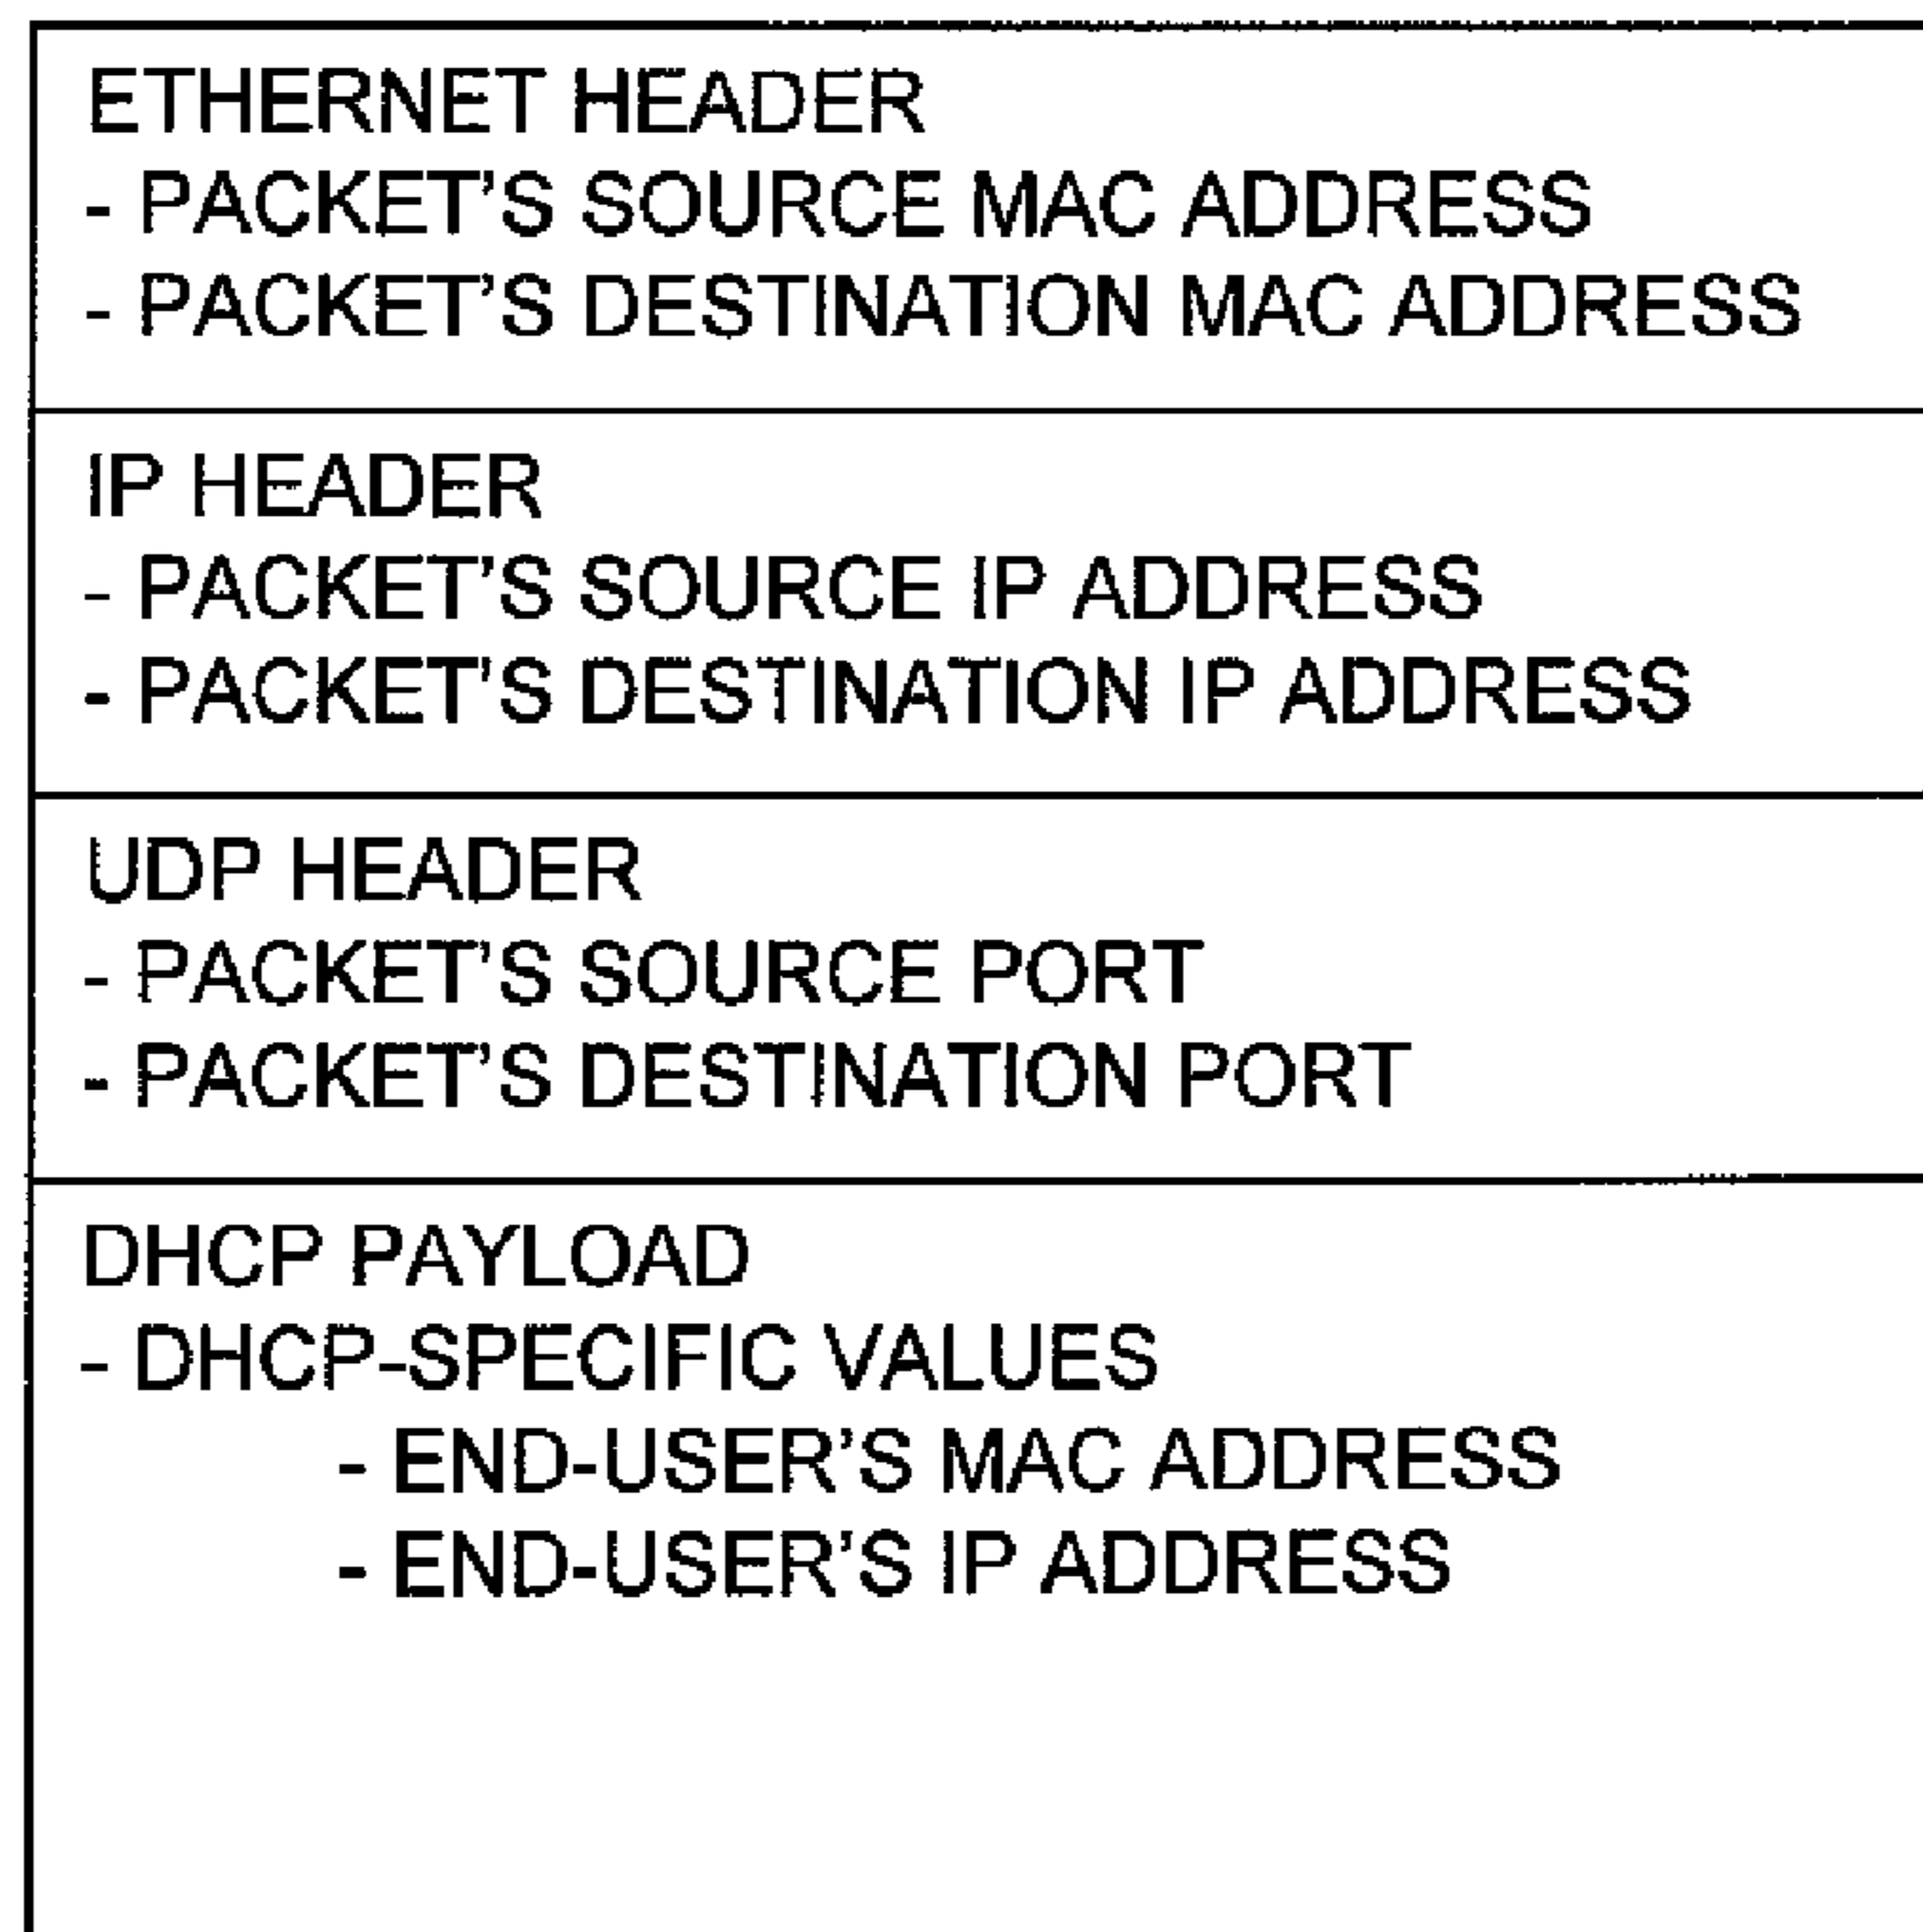 ETHERNET HEADER
- PACKET'S SOURCE MAC ADDRESS
- PACKET'S DESTINATION MAC ADDRESS
IP HEADER
- PACKET'S SOURCE IP ADDRESS
- PACKET'S DESTINATION IP ADDRESS
UDP HEADER
- PACKET'S SOURCE PORT
- PACKET'S DESTINATION PORT
DHCP PAYLOAD
- DHCP-SPECIFIC VALUES
- END-USER'S MAC ADDRESS
- END-USER'S IP ADDRESS